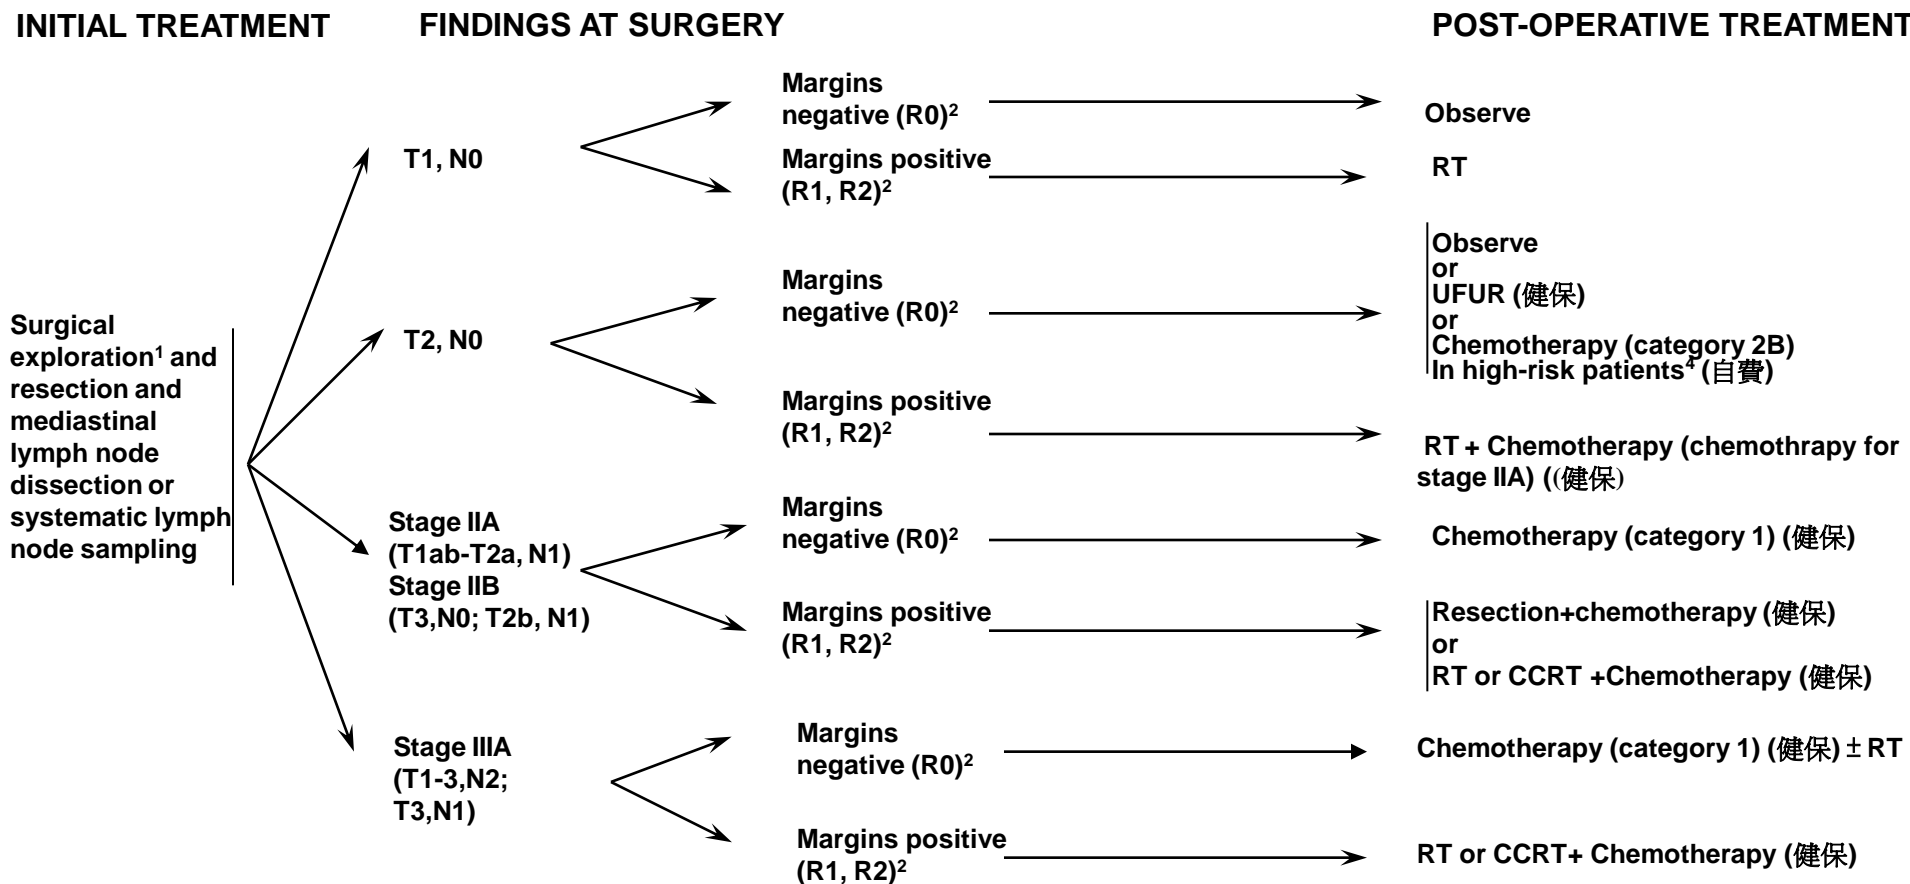 INITIAL TREATMENT
FINDINGS AT SURGERY
POST-OPERATIVE TREATMENT
Surgical
exploration¹ and
resection and
mediastinal
lymph node
dissection or
systematic lymph
node sampling
T1, N0
Margins
negative (R0)²
Observe
Margins positive
(R1, R2)²
RT
T2, N0
Margins
negative (R0)²
Observe
or
UFUR (健保)
or
Chemotherapy (category 2B)
In high-risk patients⁴ (自費)
Margins positive
(R1, R2)²
RT + Chemotherapy (chemothrapy for
stage IIA) ((健保)
Stage IIA
(T1ab-T2a, N1)
Stage IIB
(T3,N0; T2b, N1)
Margins
negative (R0)²
Chemotherapy (category 1) (健保)
Margins positive
(R1, R2)²
Resection+chemotherapy (健保)
or
RT or CCRT +Chemotherapy (健保)
Stage IIIA
(T1-3,N2;
T3,N1)
Margins
negative (R0)²
Chemotherapy (category 1) (健保) ± RT
Margins positive
(R1, R2)²
RT or CCRT+ Chemotherapy (健保)